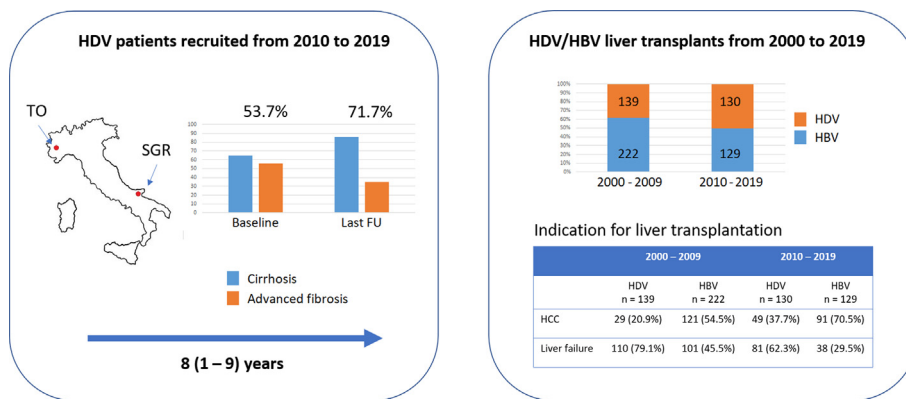 HDV patients recruited from 2010 to 2019
TO
SGR
53.7% 71.7%
100
90
80
70
60
50
40
30
20
10
0
Baseline Last FU
Cirrhosis
Advanced fibrosis
8 (1 – 9) years
HDV/HBV liver transplants from 2000 to 2019
100%
90%
80%
70%
60%
50%
40%
30%
20%
10%
0%
139 130
222 129
2000 - 2009 2010 - 2019
HDV
HBV
Indication for liver transplantation
2000 – 2009 2010 – 2019
HDV HBV HDV HBV
n = 139 n = 222 n = 130 n = 129
HCC 29 (20.9%) 121 (54.5%) 49 (37.7%) 91 (70.5%)
Liver failure 110 (79.1%) 101 (45.5%) 81 (62.3%) 38 (29.5%)